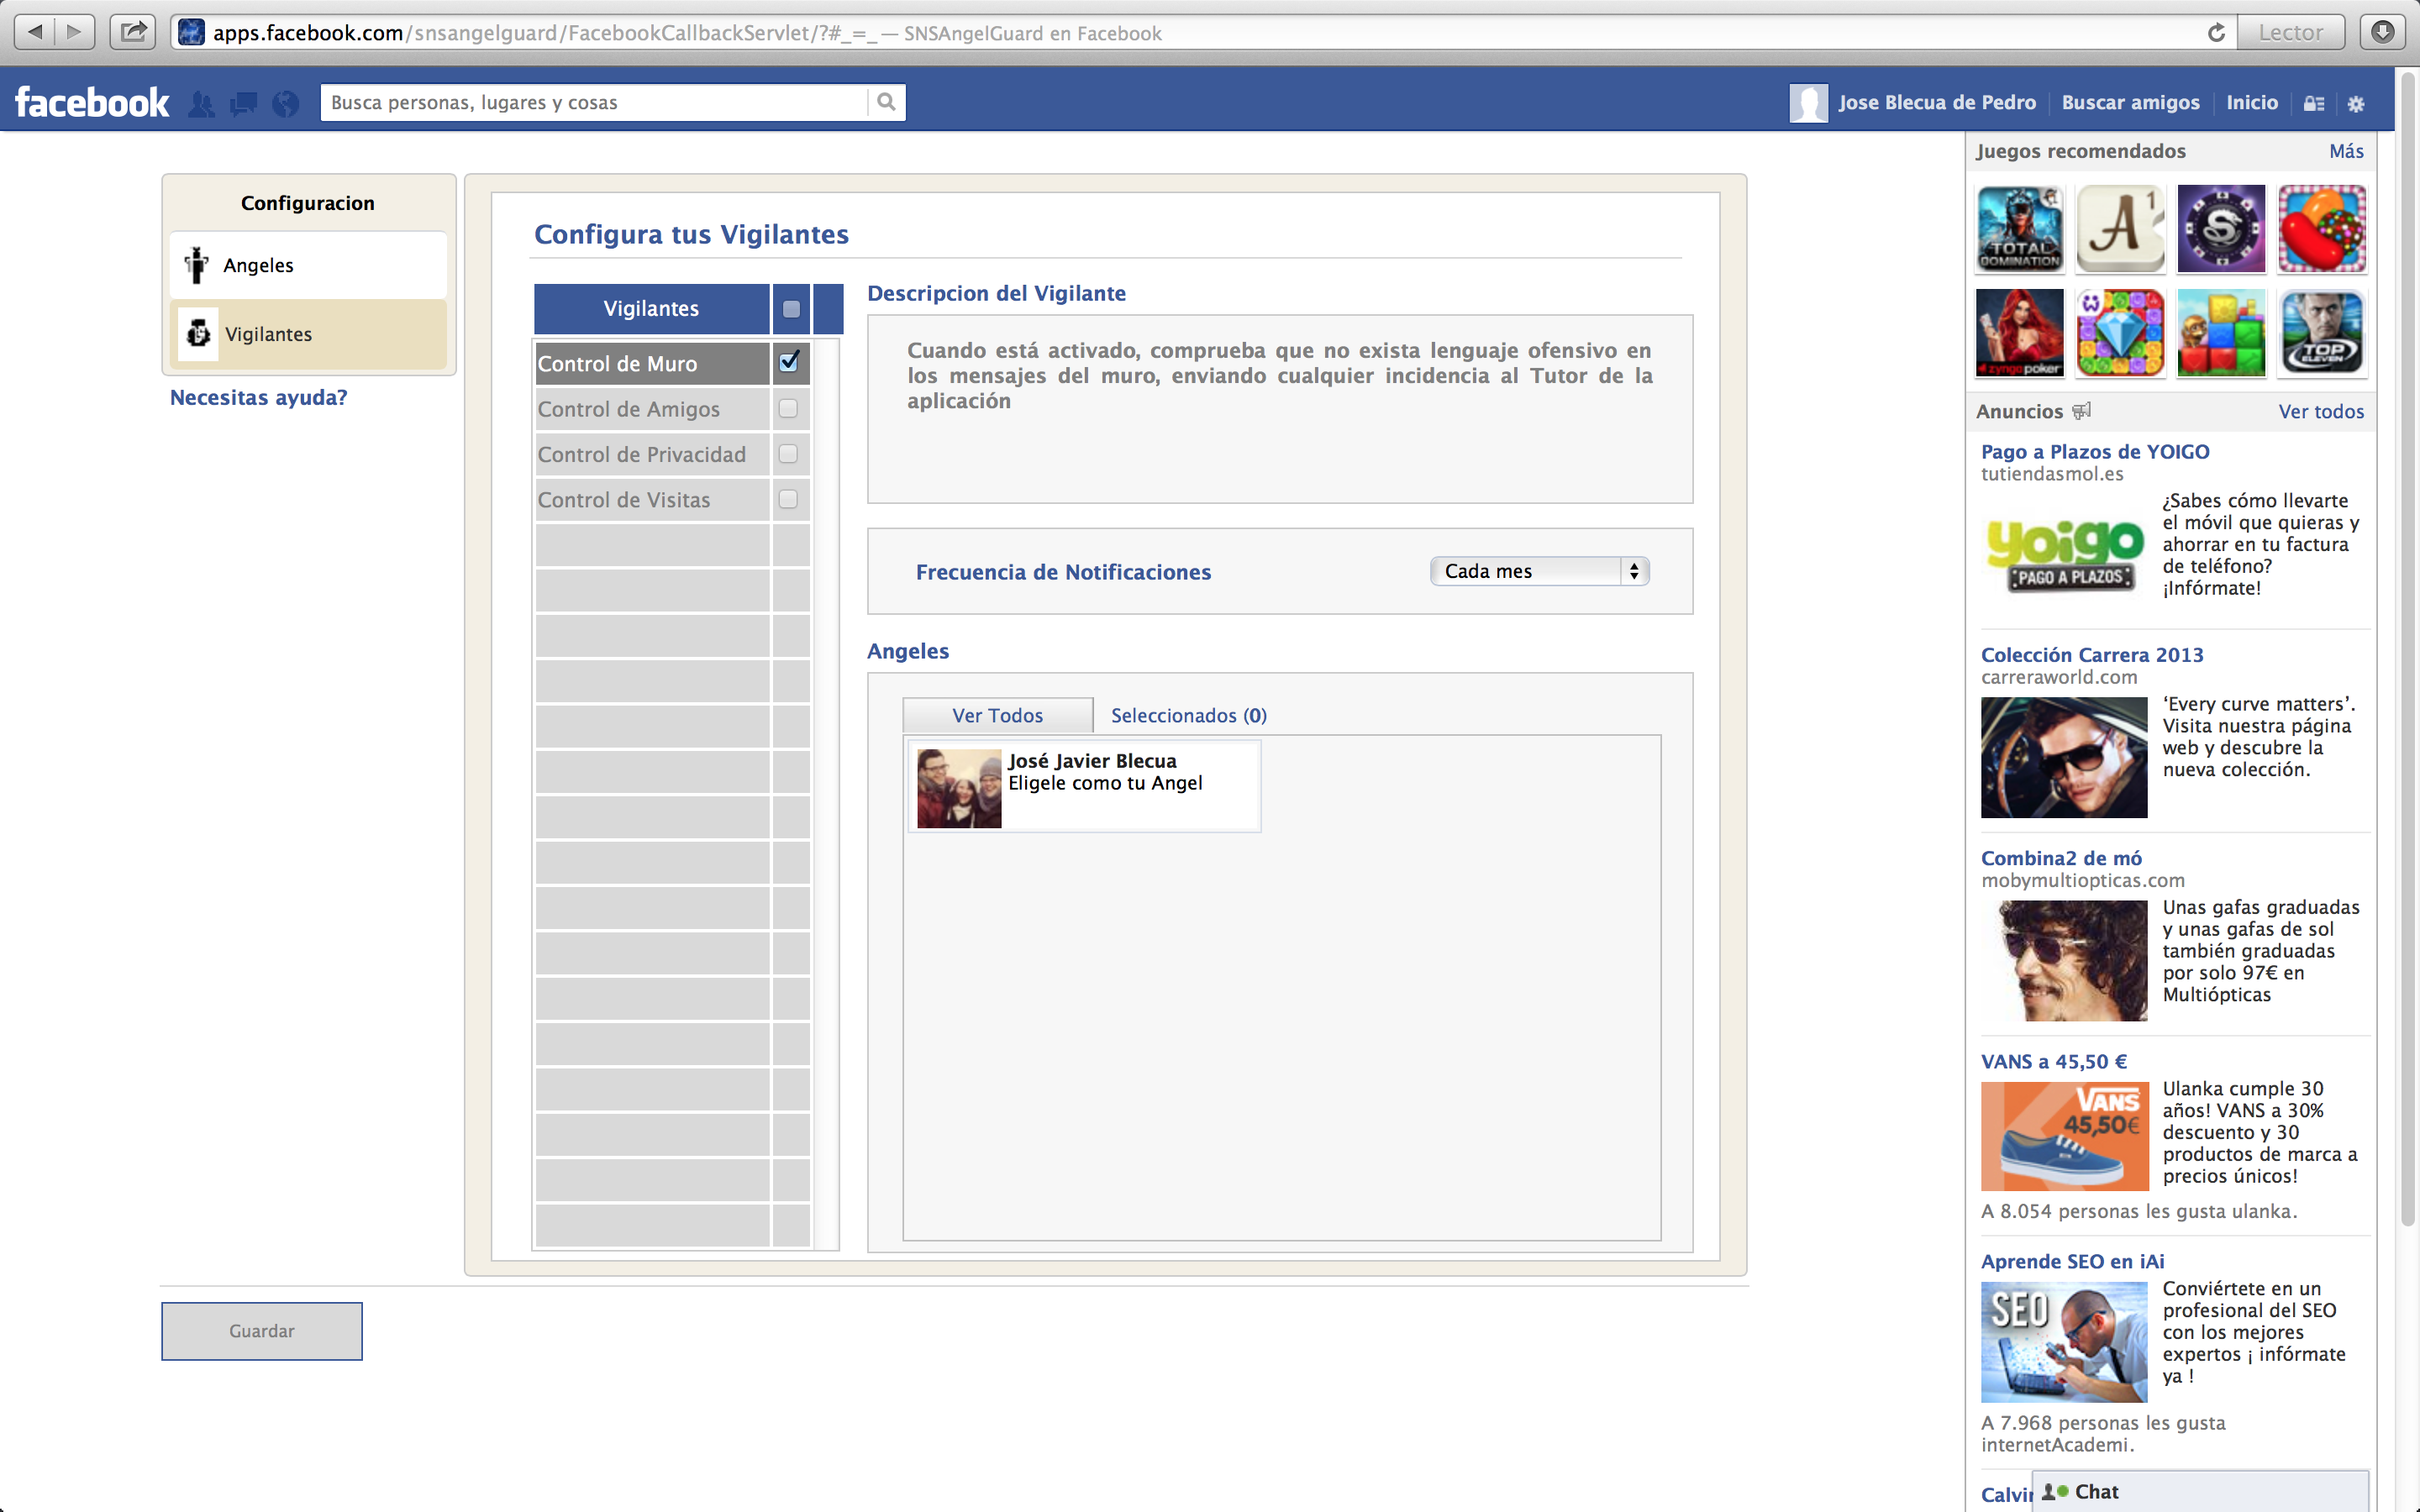 apps.facebook.com/snsangelguard/FacebookCallbackServlet/?#_=_ — SNSAngelGuard en Facebook
Lector
facebook
Busca personas, lugares y cosas
Jose Blecua de Pedro
Buscar amigos
Inicio
Configuracion
Angeles
Vigilantes
Necesitas ayuda?
Configura tus Vigilantes
Vigilantes
Control de Muro
Control de Amigos
Control de Privacidad
Control de Visitas
Descripcion del Vigilante
Cuando está activado, comprueba que no exista lenguaje ofensivo en
los mensajes del muro, enviando cualquier incidencia al Tutor de la
aplicación
Frecuencia de Notificaciones
Cada mes
Angeles
Ver Todos
Seleccionados (0)
José Javier Blecua
Eligele como tu Angel
Guardar
Juegos recomendados
Más
TOTAL
DOMINATION
A 1
zynga poker
TOP
ELEVEN
Anuncios
Ver todos
Pago a Plazos de YOIGO
tutiendasmol.es
yoigo
PAGO A PLAZOS
¿Sabes cómo llevarte
el móvil que quieras y
ahorrar en tu factura
de teléfono?
¡Infórmate!
Colección Carrera 2013
carreraworld.com
‘Every curve matters’.
Visita nuestra página
web y descubre la
nueva colección.
Combina2 de mó
mobymultiopticas.com
Unas gafas graduadas
y unas gafas de sol
también graduadas
por solo 97€ en
Multiópticas
VANS a 45,50 €
VANS
45,50€
Ulanka cumple 30
años! VANS a 30%
descuento y 30
productos de marca a
precios únicos!
A 8.054 personas les gusta ulanka.
Aprende SEO en iAi
SEO
Conviértete en un
profesional del SEO
con los mejores
expertos ¡ infórmate
ya !
A 7.968 personas les gusta
internetAcademi.
Calvin
Chat